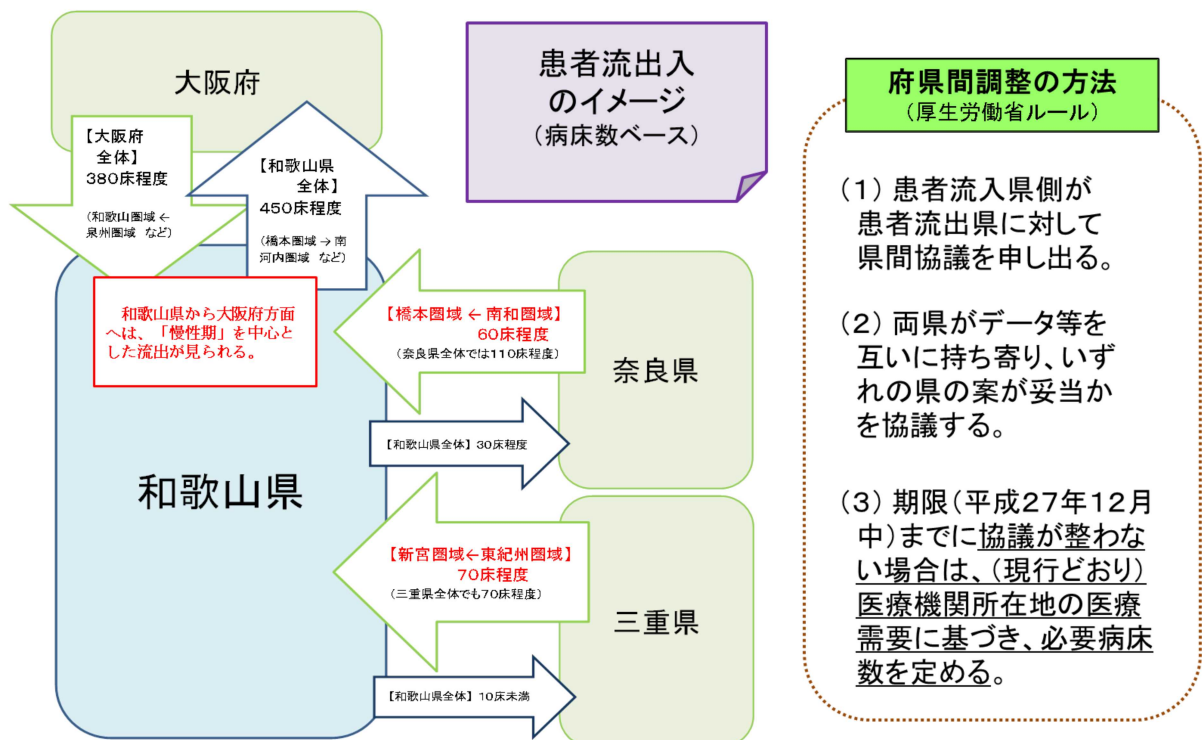 大阪府
患者流出入
のイメージ
（病床数ベース）
【大阪府
全体】
380床程度
（和歌山圏域 ←
泉州圏域 など）
【和歌山県
全体】
450床程度
（橋本圏域 → 南
河内圏域 など）
和歌山県から大阪府方面
へは、「慢性期」を中心と
した流出が見られる。
【橋本圏域 ← 南和圏域】
60床程度
（奈良県全体では110床程度）
奈良県
【和歌山県全体】 30床程度
和歌山県
【新宮圏域←東紀州圏域】
70床程度
（三重県全体でも70床程度）
三重県
【和歌山県全体】 10床未満
府県間調整の方法
（厚生労働省ルール）
（1） 患者流入県側が
患者流出県に対して
県間協議を申し出る。
（2） 両県がデータ等を
互いに持ち寄り、いず
れの県の案が妥当か
を協議する。
（3） 期限（平成27年12月
中）までに協議が整わな
い場合は、（現行どおり）
医療機関所在地の医療
需要に基づき、必要病床
数を定める。